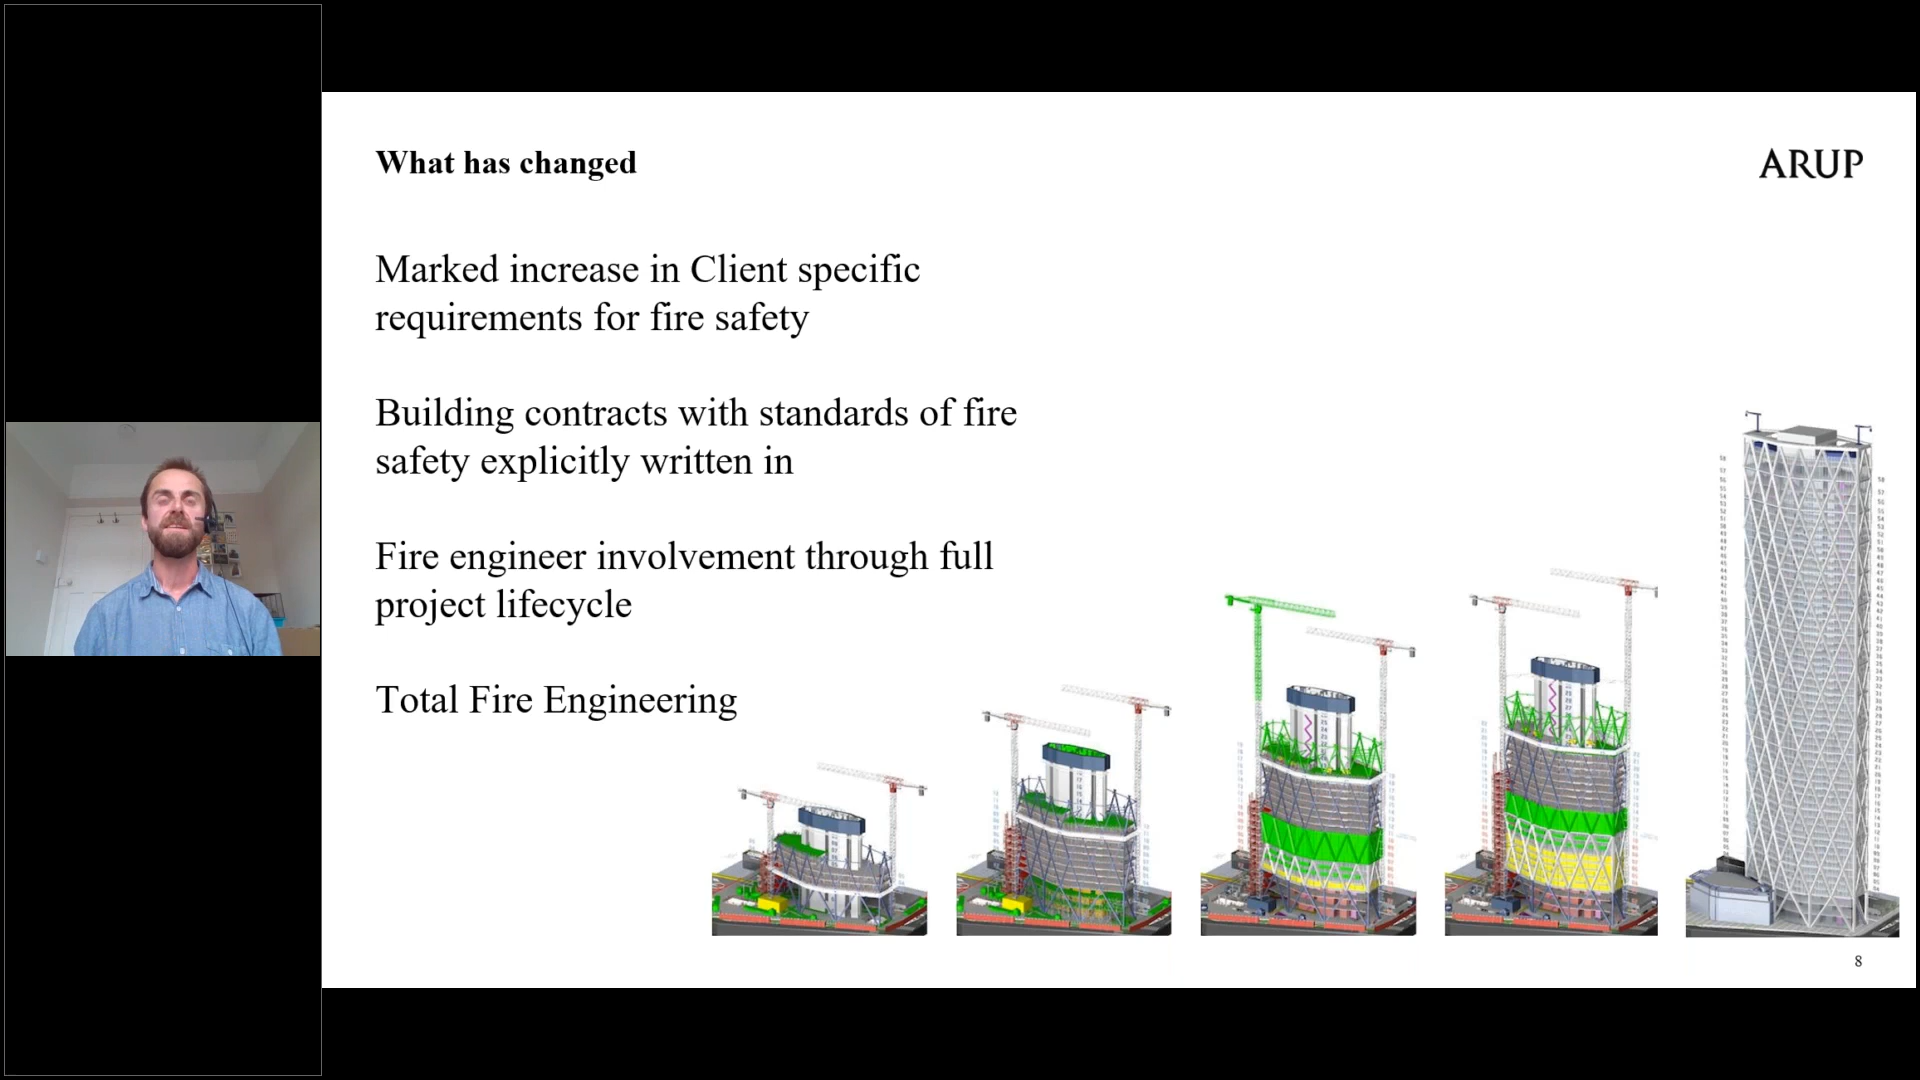 What has changed
ARUP
Marked increase in Client specific
requirements for fire safety
Building contracts with standards of fire
safety explicitly written in
Fire engineer involvement through full
project lifecycle
Total Fire Engineering
8